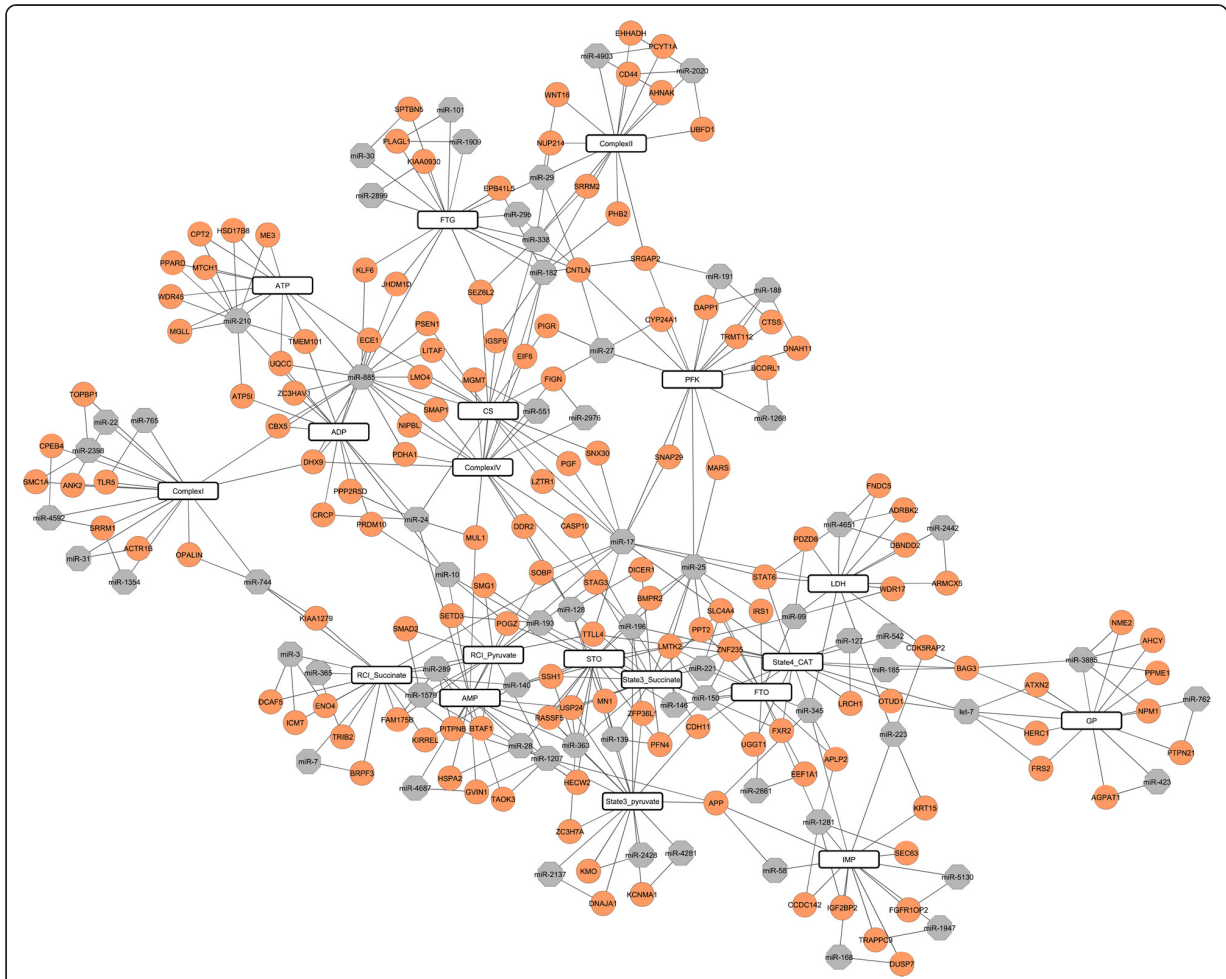 EHHADH
PCYT1A
miR-4903
CD44
miR-2020
WNT16
AHNAK
SPTBN5
miR-101
UBFD1
PLAGL1
miR-1909
NUP214
ComplexII
miR-30
KIAA0930
miR-29
miR-2899
EPB41L5
SRRM2
miR-29b
PHB2
FTG
CPT2
HSD17B8
ME3
miR-338
PPARD
MTCH1
KLF6
miR-182
CNTLN
SRGAP2
JHDM1D
miR-191
ATP
SEZ6L2
miR-188
WDR45
DAPP1
miR-210
PSEN1
PIGR
CYP24A1
CTSS
MGLL
TMEM101
ECE1
IGSF9
TRMT112
LITAF
EIF6
miR-27
DNAH11
UQCC
miR-885
LMO4
MGMT
FIGN
PFK
BCORL1
ATP5I
ZC3HAV1
TOPBP1
SMAP1
CS
miR-551
miR-2976
miR-1268
miR-22
miR-765
CBX5
ADP
NIPBL
CPEB4
miR-2398
PDHA1
SNX30
SNAP29
DHX9
ComplexIV
PGF
MARS
SMC1A
ANK2
TLR5
ComplexI
LZTR1
FNDC5
PPP2R5D
miR-4592
CRCP
miR-24
DDR2
CASP10
miR-4651
ADRBK2
SRRM1
PRDM10
miR-2442
MUL1
miR-17
PDZD8
DBNDD2
miR-31
ACTR1B
OPALIN
miR-25
miR-1354
miR-744
miR-10
SOBP
DICER1
STAT6
LDH
WDR17
ARMCX5
SMG1
STAG3
BMPR2
miR-128
SLC4A4
IRS1
miR-99
KIAA1279
SETD3
POGZ
miR-193
miR-196
NME2
SMAD2
TTLL4
PPT2
miR-127
miR-542
AHCY
miR-3
RCI_Pyruvate
STO
LMTK2
ZNF235
State4_CAT
CDK5RAP2
miR-3885
miR-365
RCI_Succinate
miR-289
SSH1
State3_Succinate
miR-221
miR-185
BAG3
PPME1
DCAF5
ENO4
miR-1579
AMP
miR-140
USP24
MN1
miR-146
miR-150
FTO
LRCH1
OTUD1
ATXN2
miR-762
ICMT
FAM175B
RASSF5
ZFP36L1
miR-345
let-7
NPM1
TRIB2
KIRREL
PITPNB
BTAF1
CDH11
FXR2
miR-223
HERC1
GP
miR-28
miR-363
miR-139
PFN4
UGGT1
PTPN21
miR-7
BRPF3
miR-1207
APLP2
FRS2
HSPA2
HECW2
EEF1A1
miR-423
miR-4687
GVIN1
TAOK3
miR-2861
AGPAT1
State3_pyruvate
APP
KRT15
ZC3H7A
miR-1281
miR-2428
miR-4281
SEC63
KMO
miR-58
IMP
miR-2137
miR-5130
KCNMA1
DNAJA1
CCDC142
IGF2BP2
FGFR1OP2
miR-1947
TRAPPC9
miR-168
DUSP7